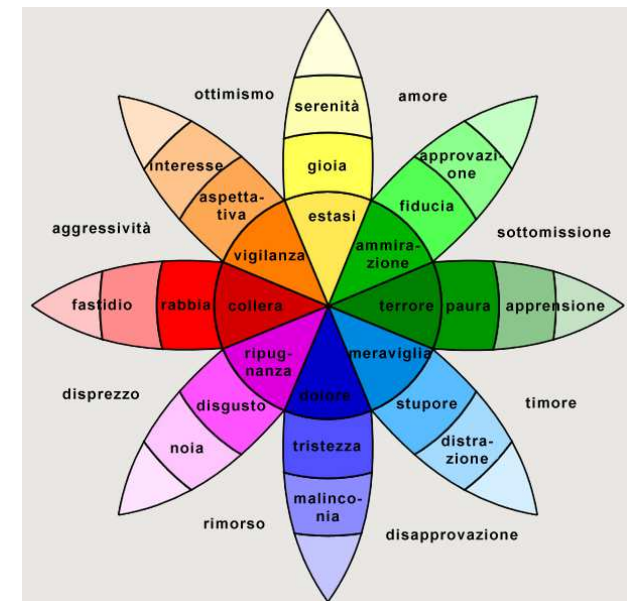 ottimismo
amore
serenità
interesse
gioia
approvazi-
one
aspetta-
tiva
fiducia
estasi
aggressività
sottomissione
vigilanza
ammira-
zione
fastidio
rabbia
collera
terrore
paura
apprensione
ripug-
nanza
meraviglia
dolore
disprezzo
disgusto
stupore
timore
noia
tristezza
distra-
zione
malinco-
nia
rimorso
disapprovazione